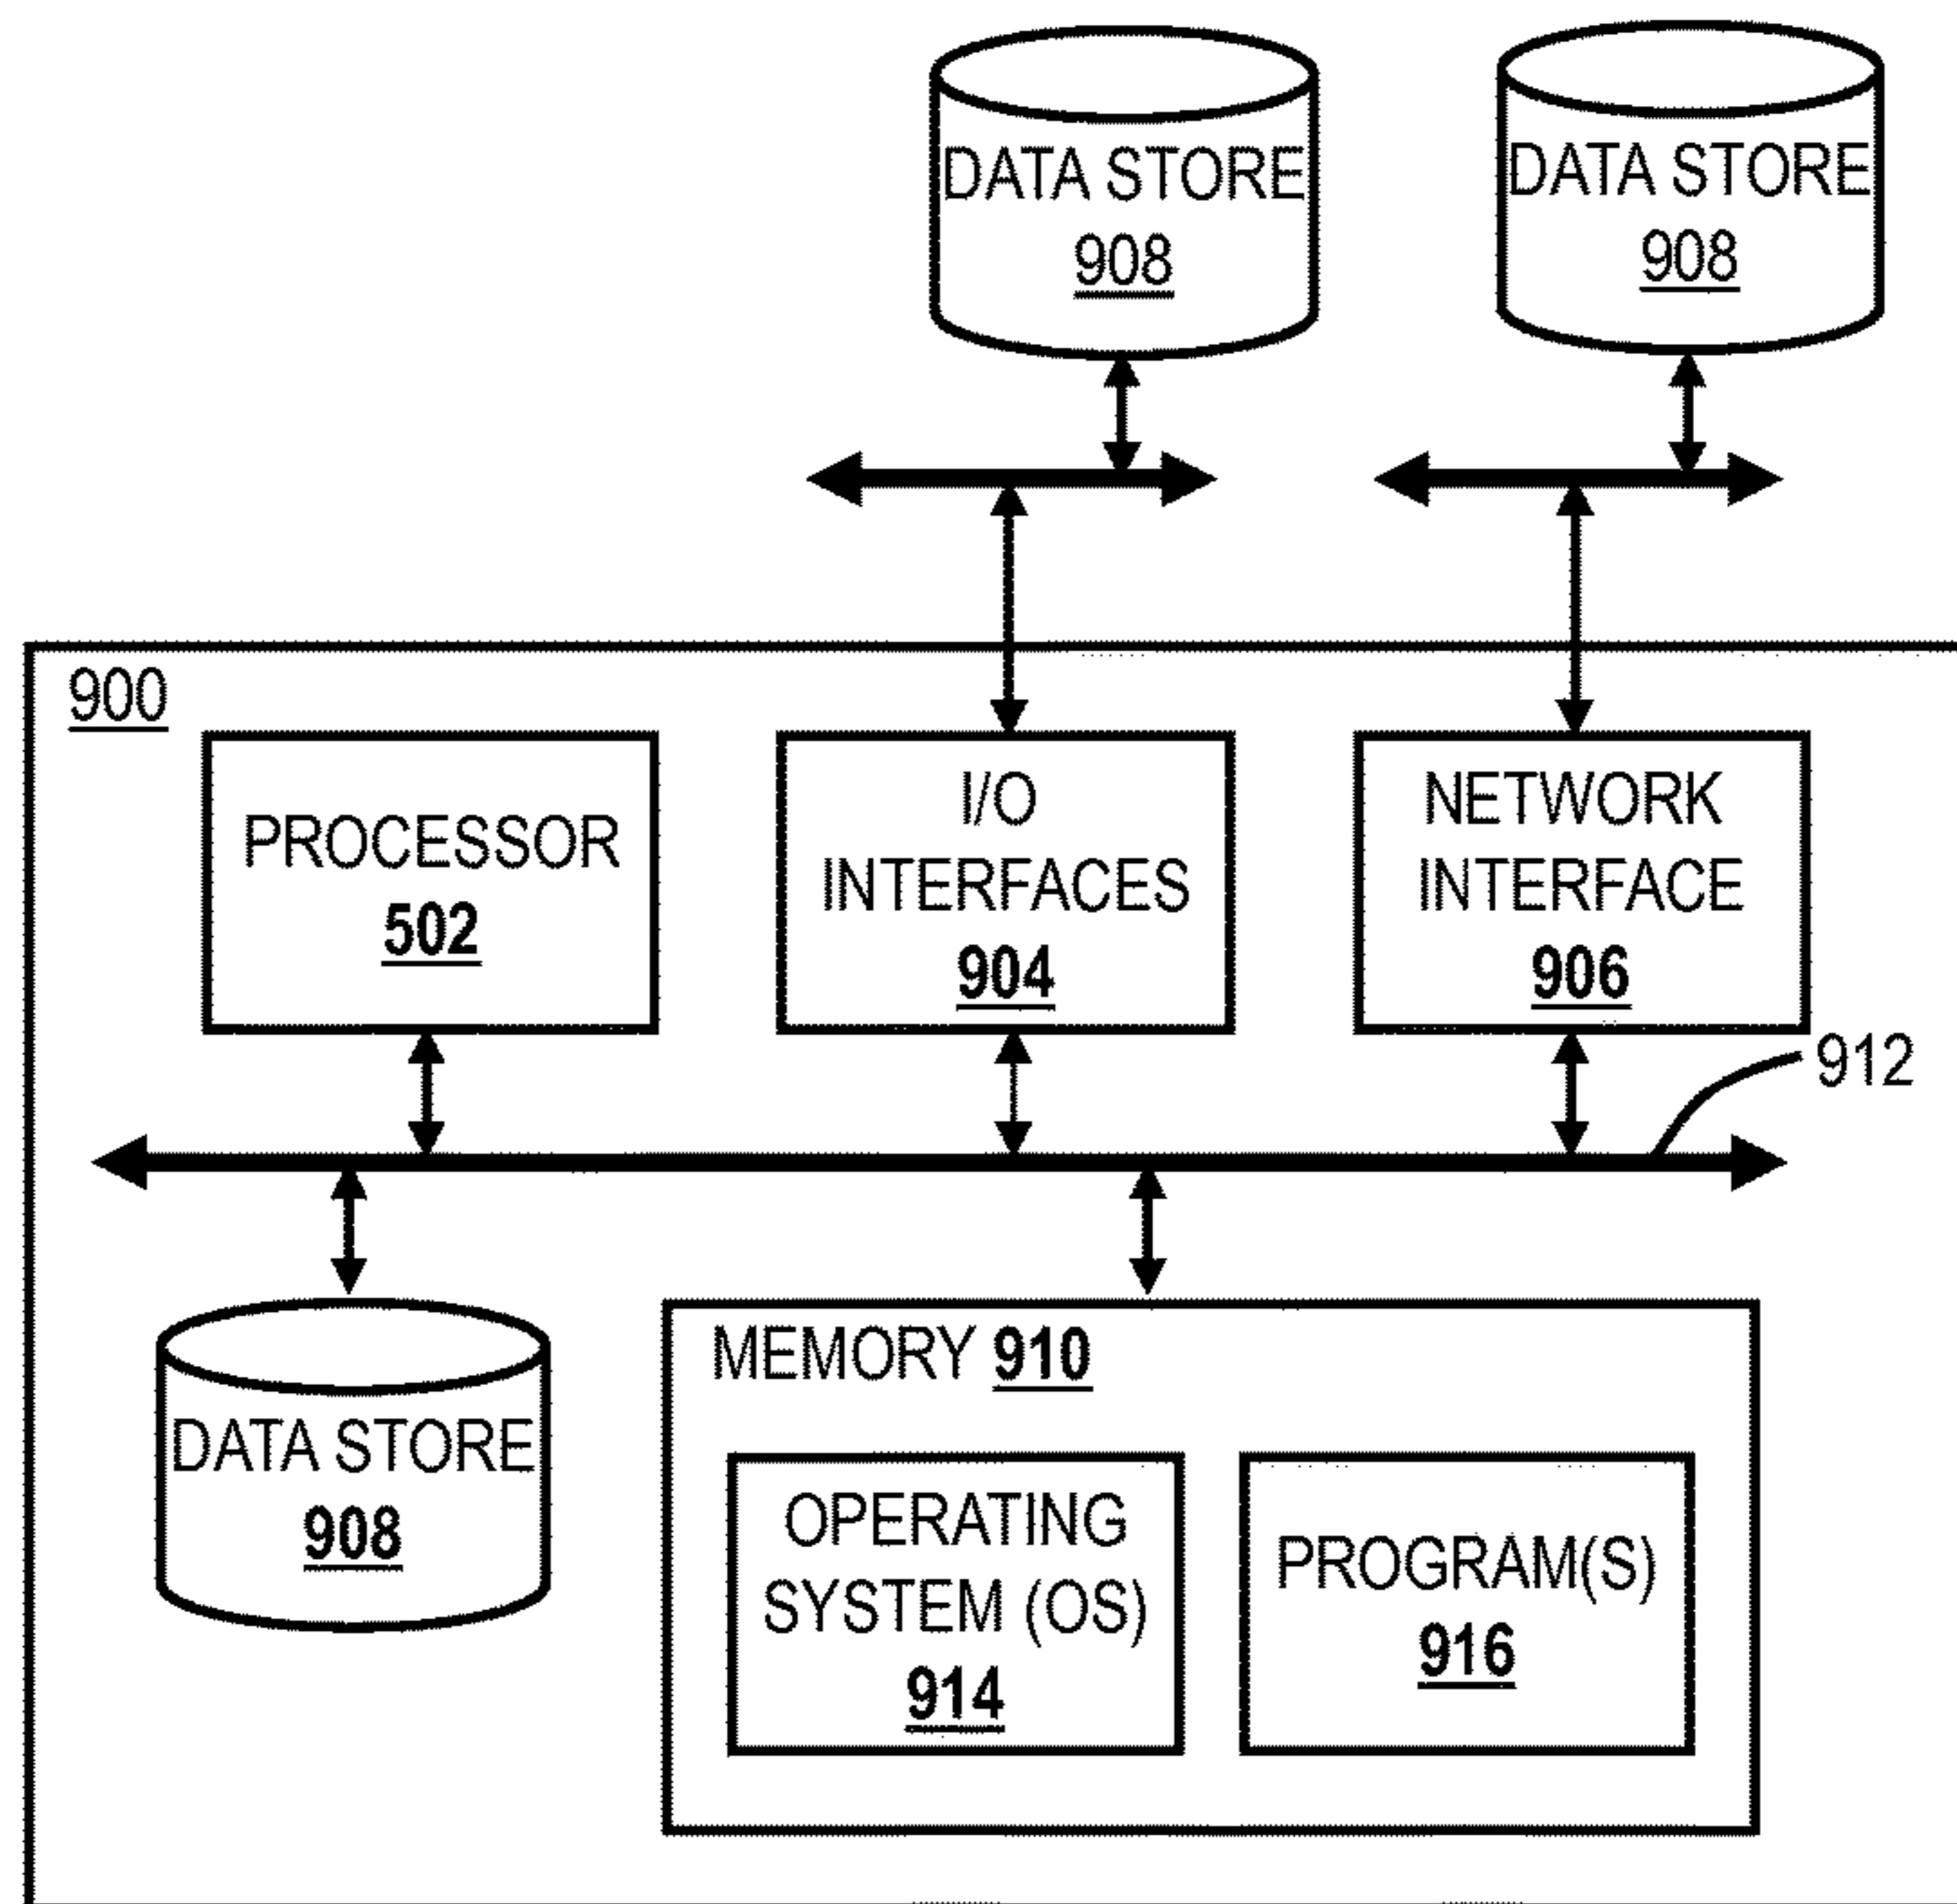 DATA STORE
908
DATA STORE
908
900
PROCESSOR
502
I/O
INTERFACES
904
NETWORK
INTERFACE
906
912
DATA STORE
908
MEMORY 910
OPERATING
SYSTEM (OS)
914
PROGRAM(S)
916